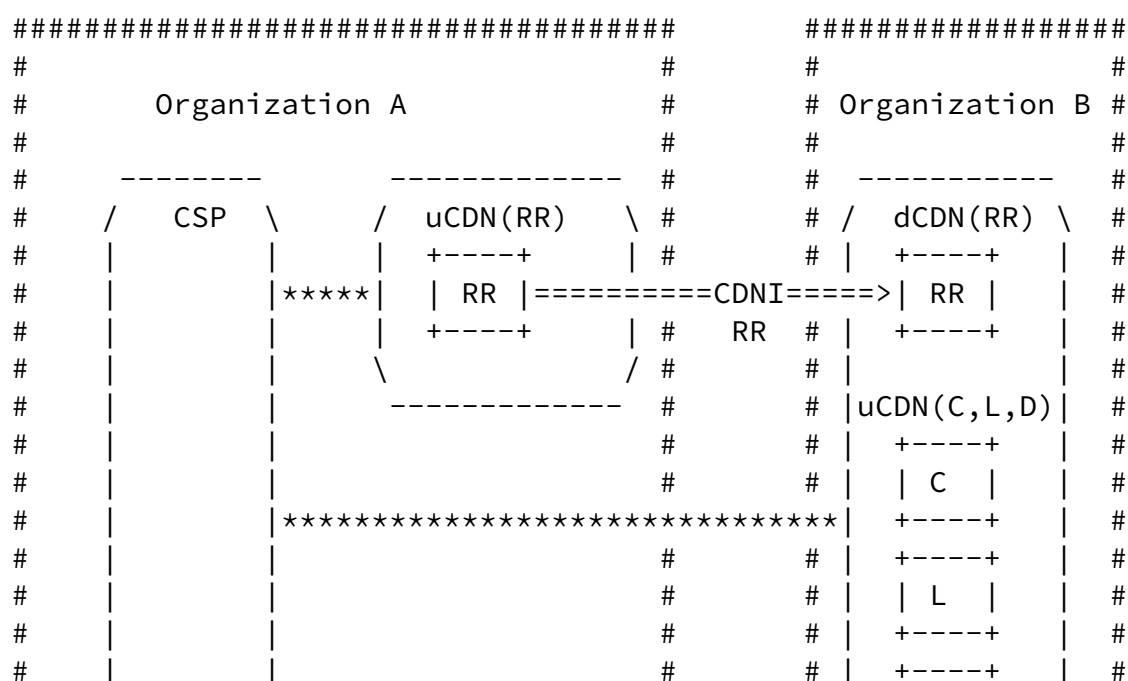 #####################################       ##################
#                                   #       #                #
#       Organization A              #       # Organization B #
#                                   #       #                #
#     --------       -------------  #       #  -----------   #
#    /   CSP  \     /  uCDN(RR)   \ #       # /  dCDN(RR) \  #
#    |        |     |  +----+     | #       # |  +----+   |  #
#    |        |*****|  | RR |==========CDNI=====>| RR |   |  #
#    |        |     |  +----+     | #   RR  # |  +----+   |  #
#    |        |     \             / #       # |           |  #
#    |        |      -------------  #       # |uCDN(C,L,D)|  #
#    |        |                     #       # |  +----+   |  #
#    |        |                     #       # |  | C  |   |  #
#    |        |*******************************|  +----+   |  #
#    |        |                     #       # |  +----+   |  #
#    |        |                     #       # |  | L  |   |  #
#    |        |                     #       # |  +----+   |  #
#    |        |                     #       # |  +----+   |  #